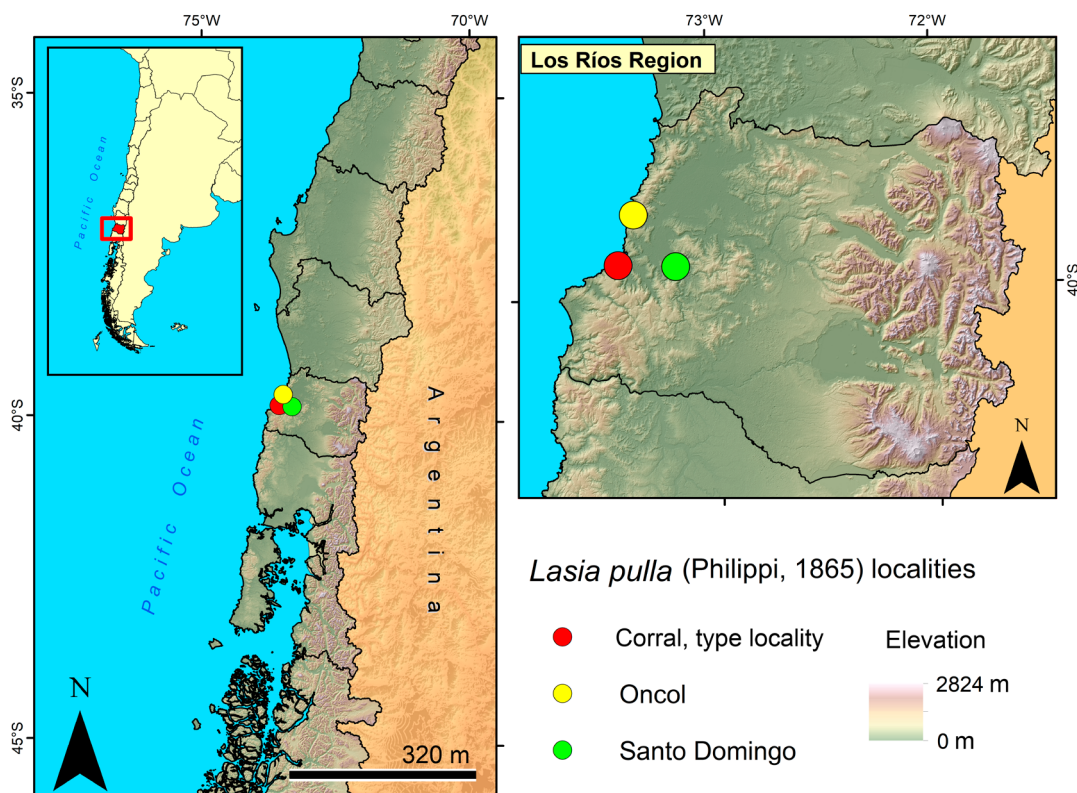 75°W
70°W
35°S
40°S
45°S
Pacific Ocean
Pacific Ocean
Argentina
N
320 m
73°W
72°W
Los Ríos Region
40°S
N
Lasia pulla (Philippi, 1865) localities
Corral, type locality
Oncol
Santo Domingo
Elevation
2824 m
0 m